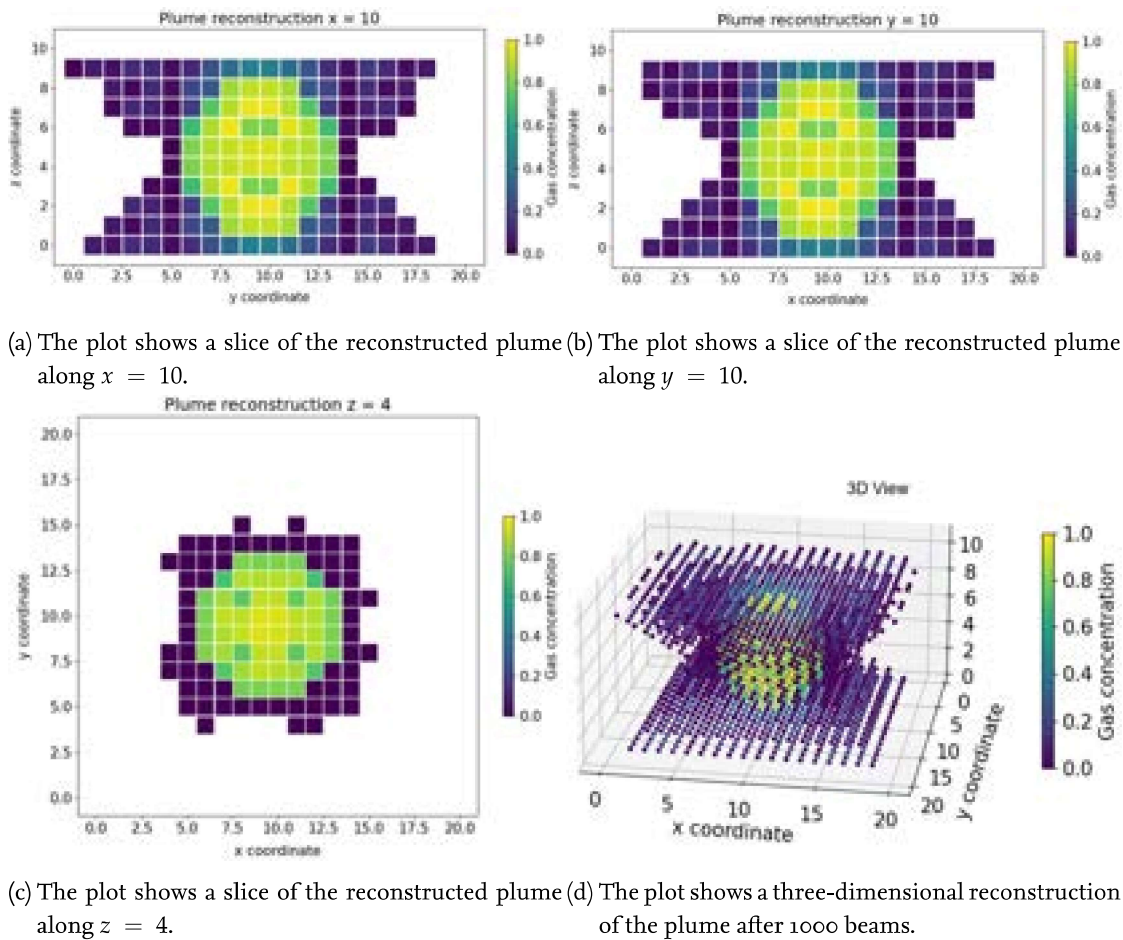 Plume reconstruction x = 10
10
8
6
4
2
0
z coordinate
0.0 2.5 5.0 7.5 10.0 12.5 15.0 17.5 20.0
y coordinate
1.0
0.8
0.6
0.4
0.2
0.0
Gas concentration
Plume reconstruction y = 10
10
8
6
4
2
0
z coordinate
0.0 2.5 5.0 7.5 10.0 12.5 15.0 17.5 20.0
x coordinate
1.0
0.8
0.6
0.4
0.2
0.0
Gas concentration
(a) The plot shows a slice of the reconstructed plume
along x = 10.
(b) The plot shows a slice of the reconstructed plume
along y = 10.
Plume reconstruction z = 4
20.0
17.5
15.0
12.5
10.0
7.5
5.0
2.5
0.0
y coordinate
0.0 2.5 5.0 7.5 10.0 12.5 15.0 17.5 20.0
x coordinate
1.0
0.8
0.6
0.4
0.2
0.0
Gas concentration
3D View
10
8
6
4
2
0
0
5
10
15
20
y coordinate
0 5 10 15 20
x coordinate
1.0
0.8
0.6
0.4
0.2
0.0
Gas concentration
(c) The plot shows a slice of the reconstructed plume
along z = 4.
(d) The plot shows a three-dimensional reconstruction
of the plume after 1000 beams.